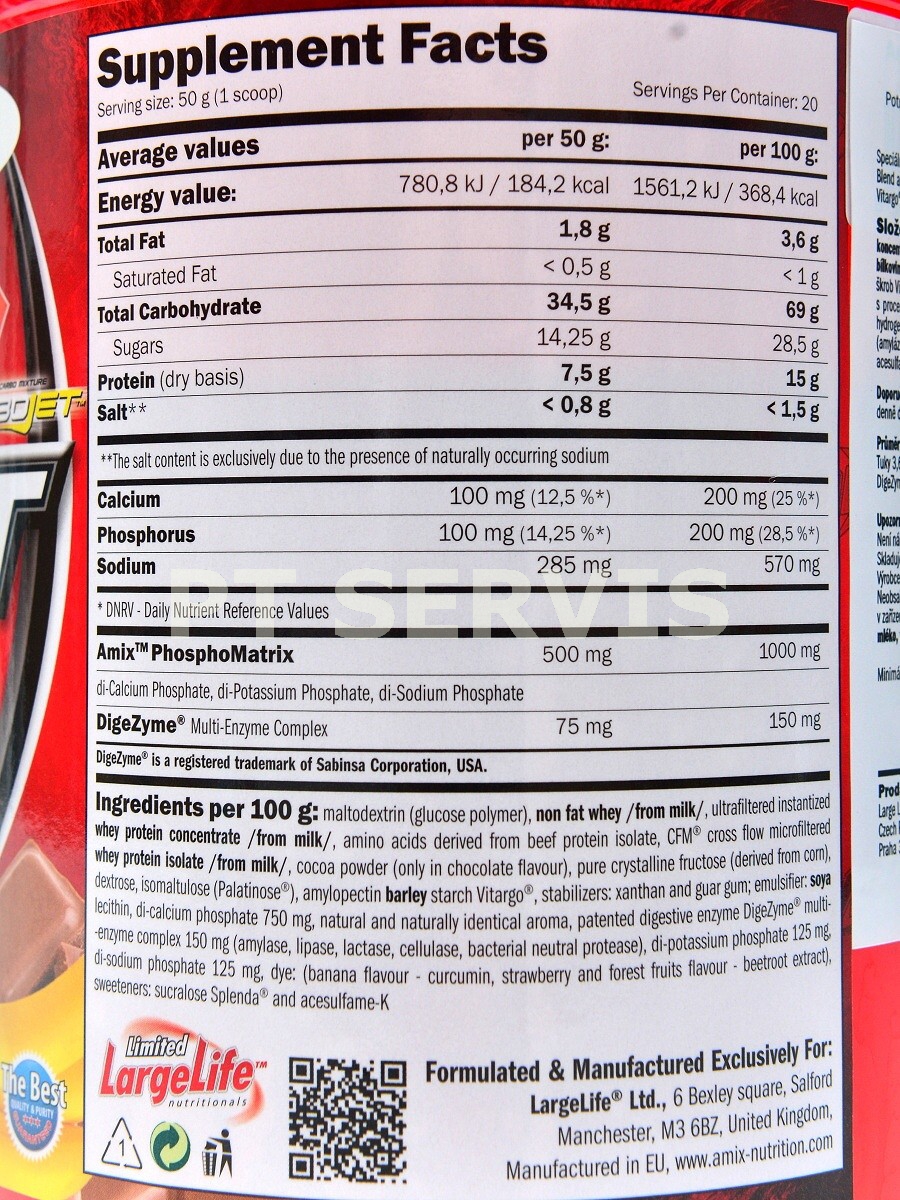 Supplement Facts
Serving size: 50 g (1 scoop) Servings Per Container: 20
Average values per 50 g: per 100 g:
Energy value: 780,8 kJ / 184,2 kcal 1561,2 kJ / 368,4 kcal
Total Fat 1,8 g 3,6 g
Saturated Fat < 0,5 g < 1 g
Total Carbohydrate 34,5 g 69 g
Sugars 14,25 g 28,5 g
Protein (dry basis) 7,5 g 15 g
Salt** < 0,8 g < 1,5 g
**The salt content is exclusively due to the presence of naturally occurring sodium
Calcium 100 mg (12,5 %*) 200 mg (25 %*)
Phosphorus 100 mg (14,25 %*) 200 mg (28,5 %*)
Sodium 285 mg 570 mg
PT SERVIS
* DNRV - Daily Nutrient Reference Values
Amix™ PhosphoMatrix 500 mg 1000 mg
di-Calcium Phosphate, di-Potassium Phosphate, di-Sodium Phosphate
DigeZyme® Multi-Enzyme Complex 75 mg 150 mg
DigeZyme® is a registered trademark of Sabinsa Corporation, USA.
Ingredients per 100 g: maltodextrin (glucose polymer), non fat whey /from milk/, ultrafiltered instantized
whey protein concentrate /from milk/, amino acids derived from beef protein isolate, CFM® cross flow microfiltered
whey protein isolate /from milk/, cocoa powder (only in chocolate flavour), pure crystalline fructose (derived from corn),
dextrose, isomaltulose (Palatinose®), amylopectin barley starch Vitargo®, stabilizers: xanthan and guar gum; emulsifier: soya
lecithin, di-calcium phosphate 750 mg, natural and naturally identical aroma, patented digestive enzyme DigeZyme® multi-
-enzyme complex 150 mg (amylase, lipase, lactase, cellulase, bacterial neutral protease), di-potassium phosphate 125 mg,
di-sodium phosphate 125 mg, dye: (banana flavour - curcumin, strawberry and forest fruits flavour - beetroot extract),
sweeteners: sucralose Splenda® and acesulfame-K
Limited
LargeLife™
nutritionals
1
Formulated & Manufactured Exclusively For:
LargeLife® Ltd., 6 Bexley square, Salford
Manchester, M3 6BZ, United Kingdom,
Manufactured in EU, www.amix-nutrition.com
The Best
QUALITY & PURITY
GUARANTEED
MIXTURE
JET